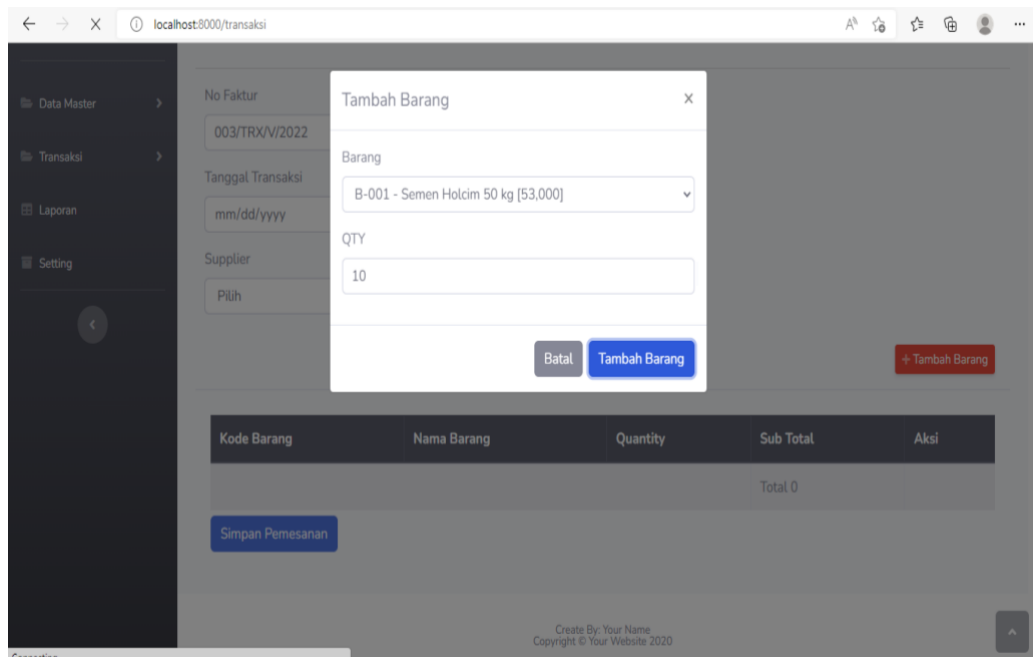 localhost:8000/transaksi
Data Master
Transaksi
Laporan
Setting
No Faktur
003/TRX/V/2022
Tanggal Transaksi
mm/dd/yyyy
Supplier
Pilih
Tambah Barang
Barang
B-001 - Semen Holcim 50 kg [53,000]
QTY
10
Batal Tambah Barang
+ Tambah Barang
Kode Barang Nama Barang Quantity Sub Total Aksi
Total 0
Simpan Pemesanan
Create By: Your Name
Copyright © Your Website 2020